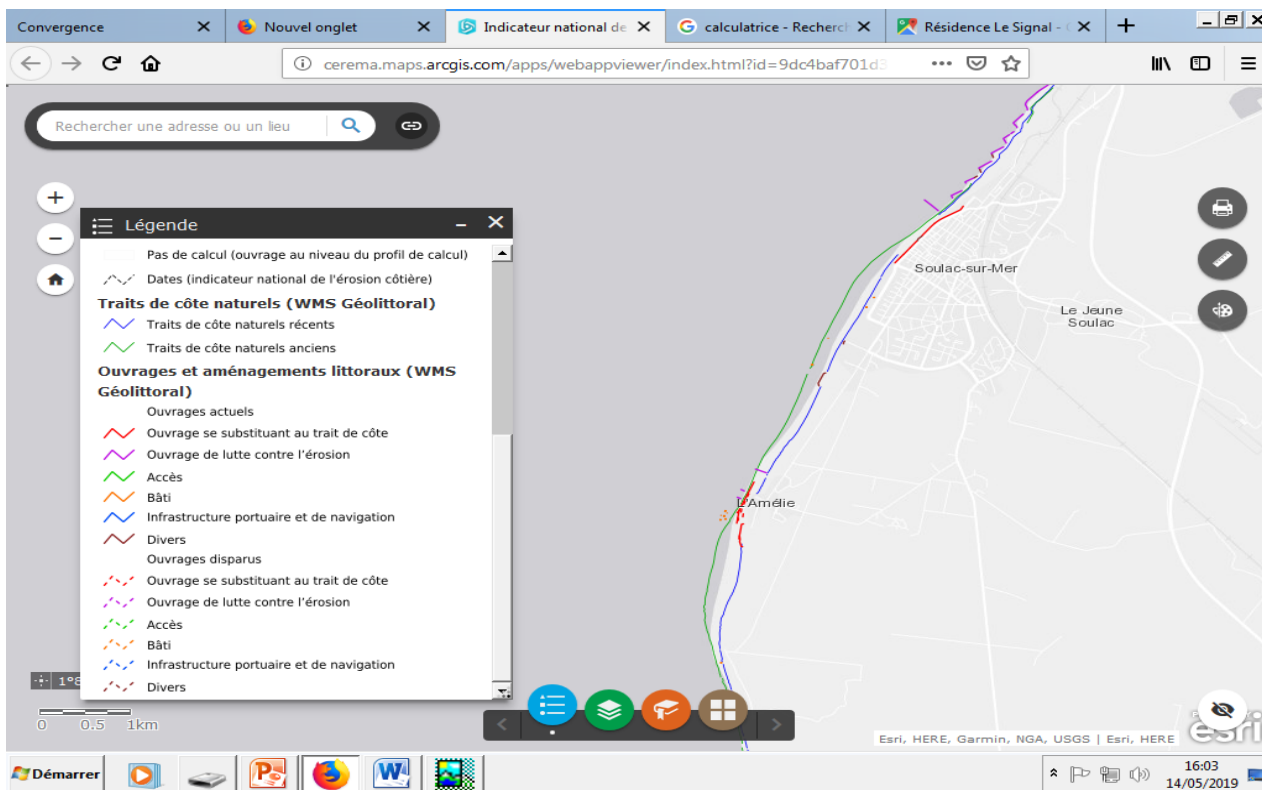 Convergence
Nouvel onglet
Indicateur national de
calculatrice - Recherch
Résidence Le Signal -
cerema.maps.arcgis.com/apps/webappviewer/index.html?id=9dc4baf701d3
Rechercher une adresse ou un lieu
Légende
Pas de calcul (ouvrage au niveau du profil de calcul)
Dates (indicateur national de l'érosion côtière)
Traits de côte naturels (WMS Géolittoral)
Traits de côte naturels récents
Traits de côte naturels anciens
Ouvrages et aménagements littoraux (WMS
Géolittoral)
Ouvrages actuels
Ouvrage se substituant au trait de côte
Ouvrage de lutte contre l'érosion
Accès
Bâti
Infrastructure portuaire et de navigation
Divers
Ouvrages disparus
Ouvrage se substituant au trait de côte
Ouvrage de lutte contre l'érosion
Accès
Bâti
Infrastructure portuaire et de navigation
Divers
Soulac-sur-Mer
Le Jeune
Soulac
L'Amélie
0 0.5 1km
Esri, HERE, Garmin, NGA, USGS | Esri, HERE
esri
Démarrer
16:03
14/05/2019